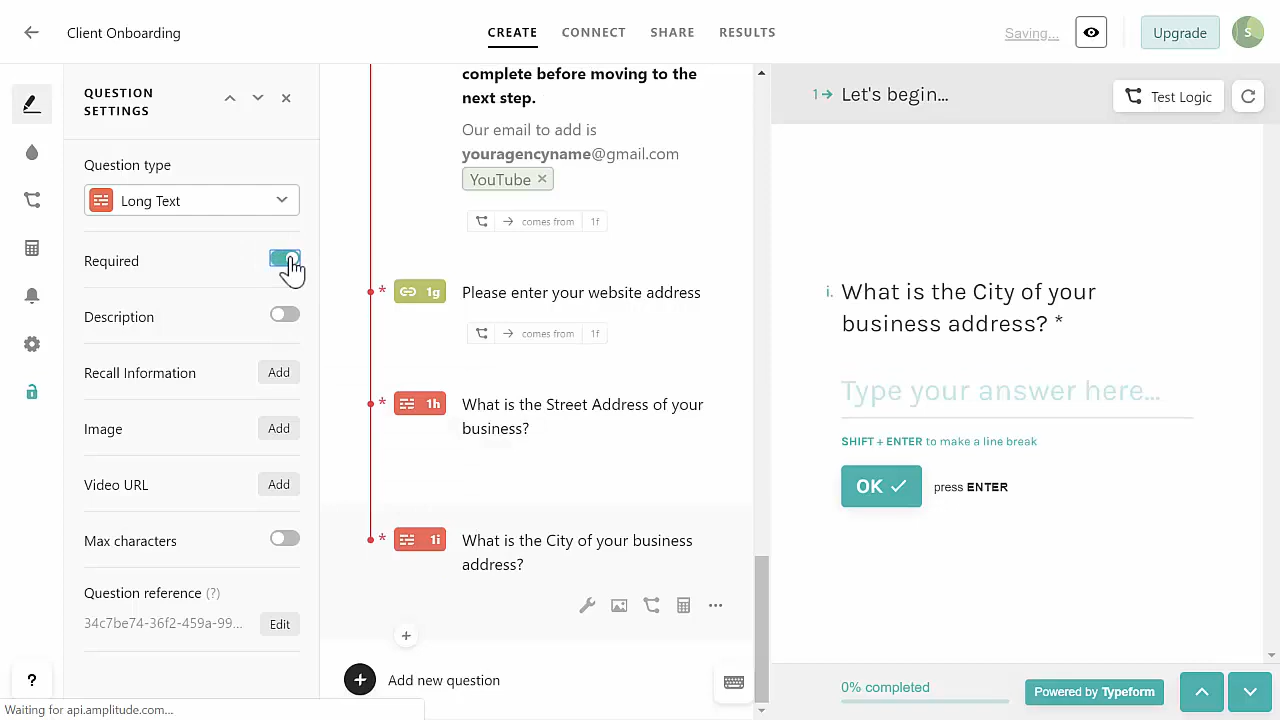 Client Onboarding
CREATE
CONNECT
SHARE
RESULTS
Saving...
Upgrade
S
QUESTION
SETTINGS
Question type
Long Text
Required
Description
Recall Information
Add
Image
Add
Video URL
Add
Max characters
Question reference (?)
34c7be74-36f2-459a-99...
Edit
?
Waiting for api.amplitude.com...
complete before moving to the
next step.
Our email to add is
youragencyname@gmail.com
YouTube ×
→ comes from 1f
* 1g Please enter your website address
→ comes from 1f
* 1h What is the Street Address of your
business?
* 1i What is the City of your business
address?
+
+ Add new question
1→ Let's begin...
Test Logic
i. What is the City of your
business address? *
Type your answer here...
SHIFT + ENTER to make a line break
OK ✓ press ENTER
0% completed
Powered by Typeform